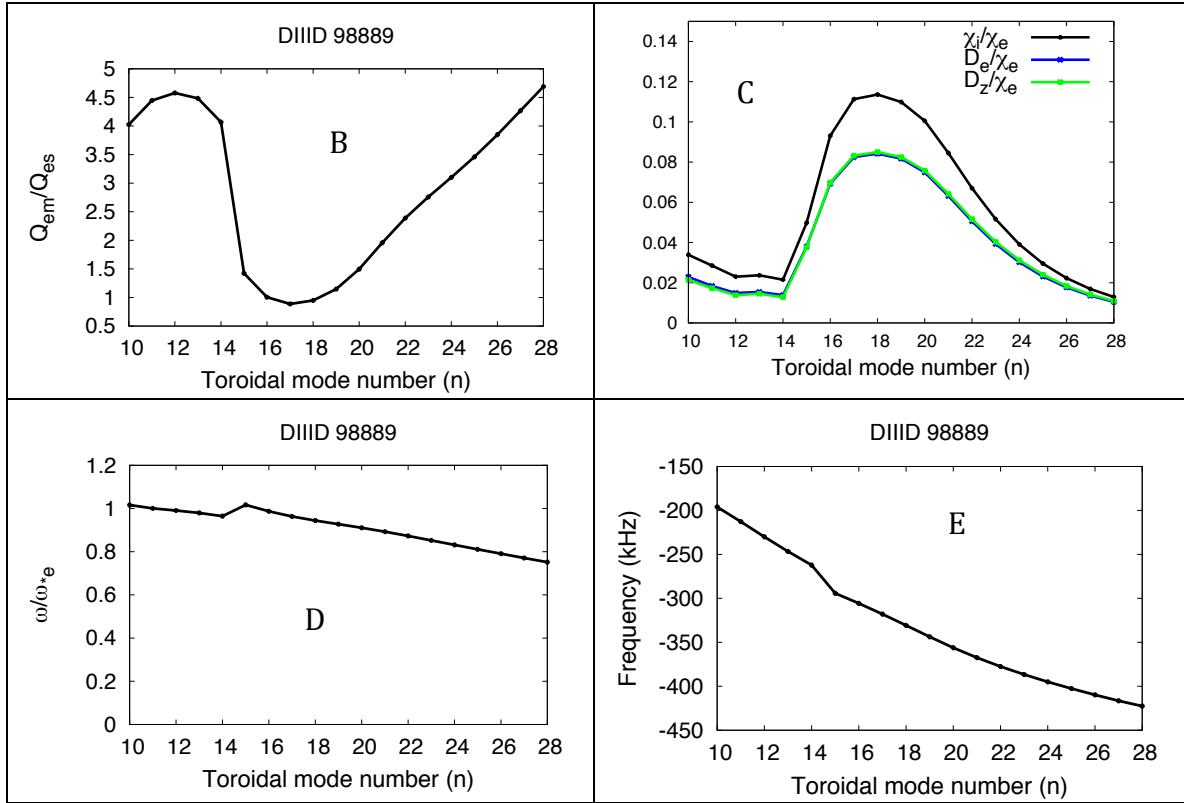 DIIID 98889
5
4.5
4
3.5
3
2.5
2
1.5
1
0.5
Q_em/Q_es
B
10 12 14 16 18 20 22 24 26 28
Toroidal mode number (n)
0.14
0.12
0.1
0.08
0.06
0.04
0.02
0
C
χ_i/χ_e
D_e/χ_e
D_z/χ_e
10 12 14 16 18 20 22 24 26 28
Toroidal mode number (n)
DIIID 98889
1.2
1
0.8
0.6
0.4
0.2
0
ω/ω_*e
D
10 12 14 16 18 20 22 24 26 28
Toroidal mode number (n)
DIIID 98889
-150
-200
-250
-300
-350
-400
-450
Frequency (kHz)
E
10 12 14 16 18 20 22 24 26 28
Toroidal mode number (n)